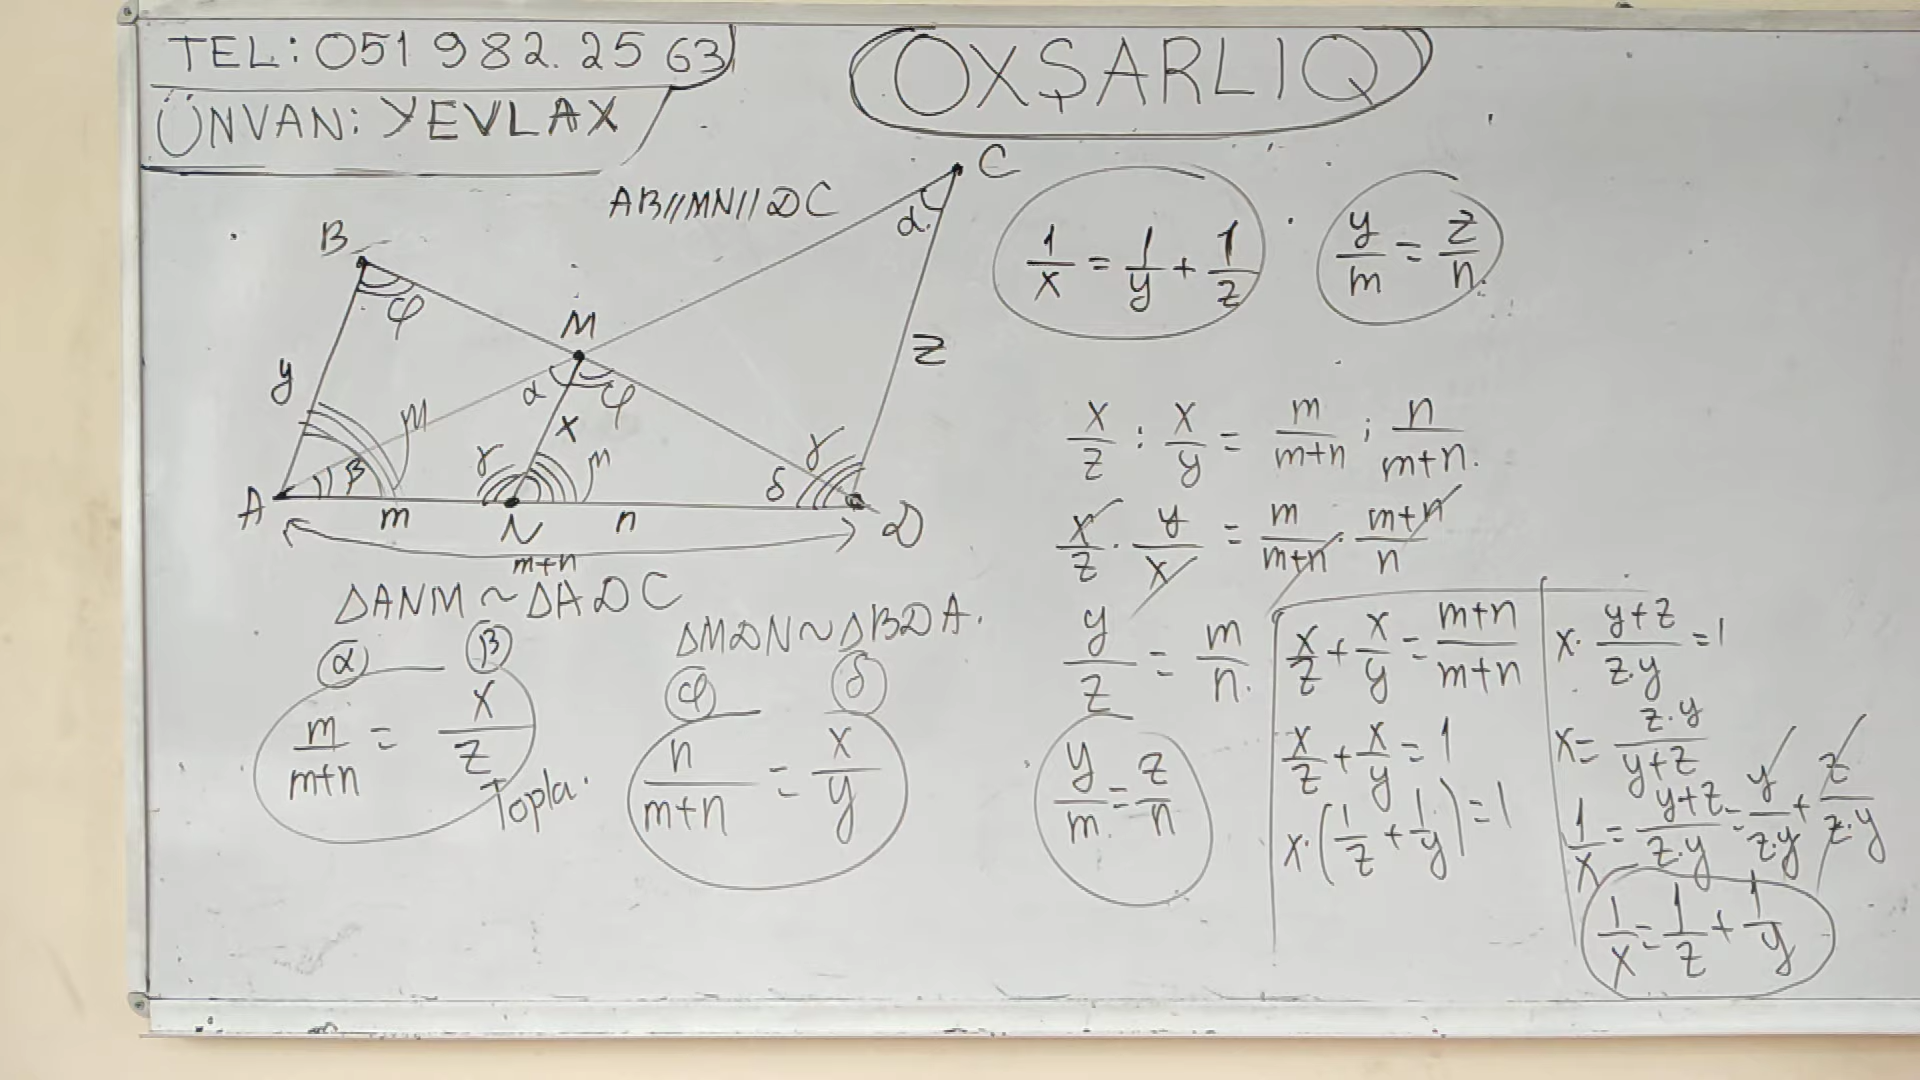 TEL: 051 982. 25 63
ÜNVAN: YEVLAX
OXŞARLIQ
AB//MN//DC
B
φ
y
M
α
φ
x
M
A
β
γ
M
N
m
n
m+n
δ
γ
D
C
α
z
1/x = 1/y + 1/z
y/m = z/n
ΔANM ~ ΔADC
α β
m/(m+n) = x/z
Topla.
ΔMDN ~ ΔBDA.
φ δ
n/(m+n) = x/y
x/z : x/y = m/(m+n) ; n/(m+n).
x/z · y/x = m/(m+n) · (m+n)/n
y/z = m/n.
y/m = z/n
x/z + x/y = (m+n)/(m+n)
x/z + x/y = 1
x·(1/z + 1/y) = 1
x · (y+z)/(z.y) = 1
x = (z.y)/(y+z)
1/x = (y+z)/(z.y) = y/(z.y) + z/(z.y)
1/x = 1/z + 1/y